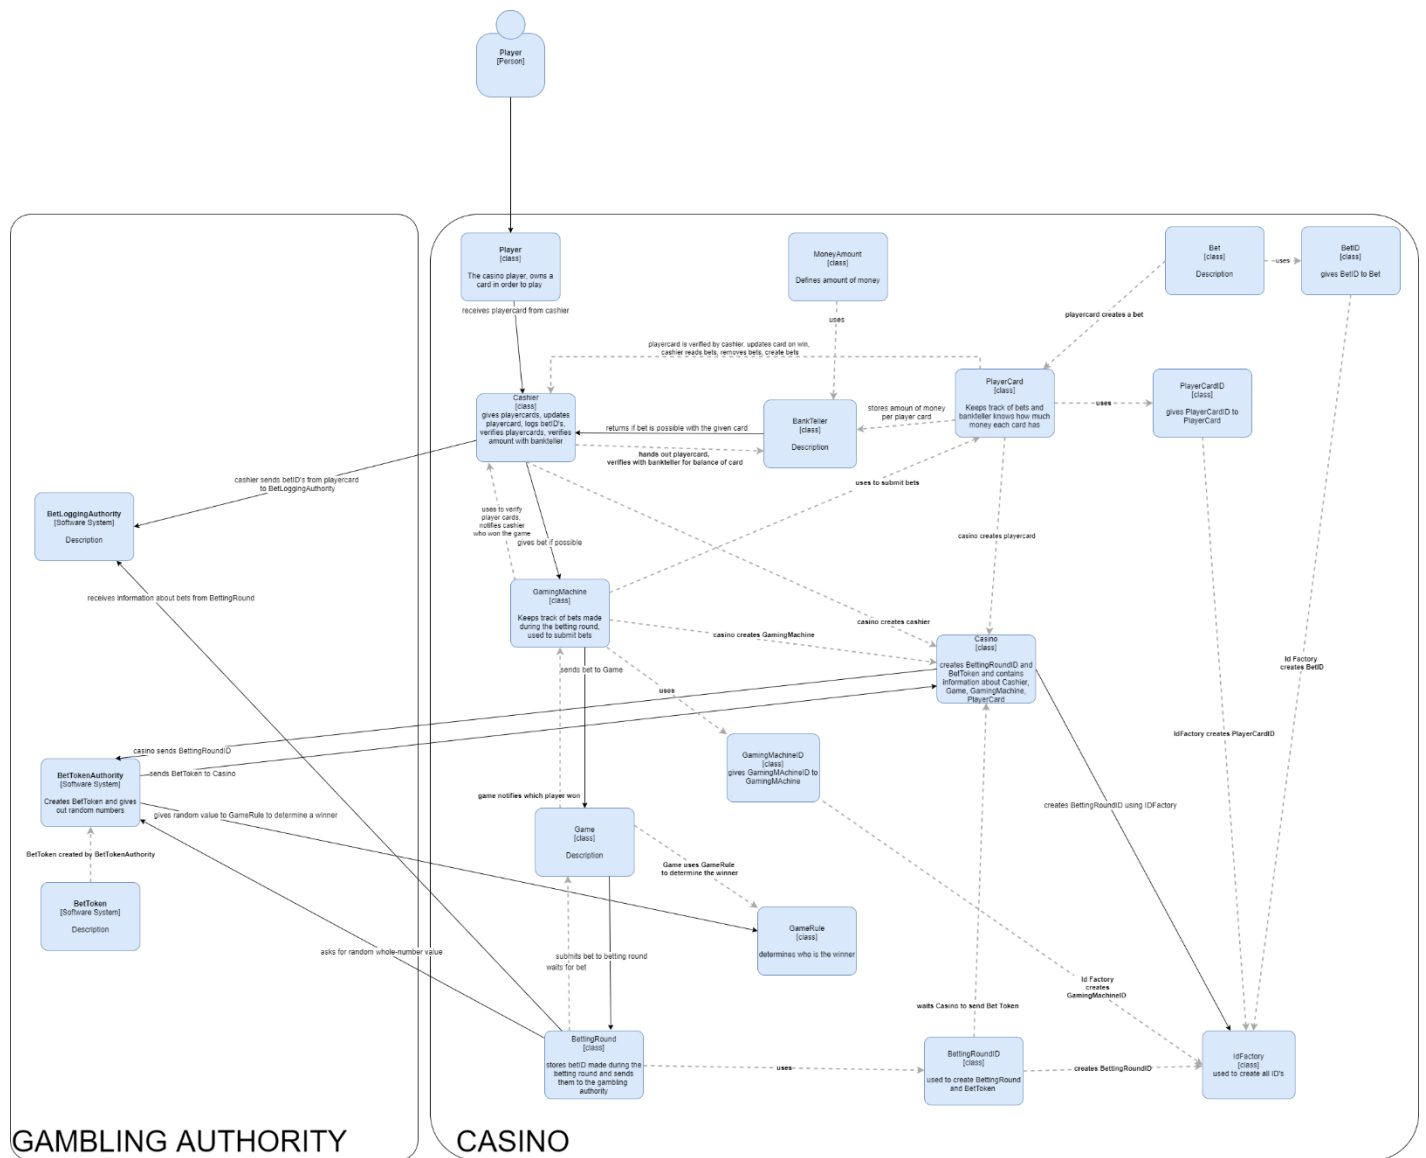 Player
[Person]
Player
[class]
The casino player, owns a
card in order to play
MoneyAmount
[class]
Defines amount of money
Bet
[class]
Description
uses
BetID
[class]
gives BetID to Bet
receives playercard from cashier
uses
playercard creates a bet
playercard is verified by cashier, updates card on win,
cashier reads bets, removes bets, create bets
Cashier
[class]
gives playercards, updates
playercard, logs betID's,
verifies playercards, verifies
amount with bankteller
returns if bet is possible with the given card
hands out playercard,
verifies with bankteller for balance of card
BankTeller
[class]
Description
stores amoun of money
per player card
PlayerCard
[class]
Keeps track of bets and
bankteller knows how much
money each card has
uses
PlayerCardID
[class]
gives PlayerCardID to
PlayerCard
cashier sends betID's from playercard
to BetLoggingAuthority
uses to submit bets
BetLoggingAuthority
[Software System]
Description
uses to verify
player cards,
notifies cashier
who won the game
gives bet if possible
casino creates playercard
receives information about bets from BettingRound
GamingMachine
[class]
Keeps track of bets made
during the betting round,
used to submit bets
casino creates cashier
casino creates GamingMachine
Casino
[class]
creates BettingRoundID and
BetToken and contains
information about Cashier,
Game, GamingMachine,
PlayerCard
Id Factory
creates BetID
sends bet to Game
uses
casino sends BettingRoundID
IdFactory creates PlayerCardID
BetTokenAuthority
[Software System]
Creates BetToken and gives
out random numbers
sends BetToken to Casino
GamingMachineID
[class]
gives GamingMAchineID to
GamingMAchine
game notifies which player won
creates BettingRoundID using IDFactory
gives random value to GameRule to determine a winner
Game
[class]
Description
BetToken created by BetTokenAuthority
Game uses GameRule
to determine the winner
BetToken
[Software System]
Description
GameRule
[class]
determines who is the winner
asks for random whole-number value
submits bet to betting round
waits for bet
Id Factory
creates
GamingMachineID
waits Casino to send Bet Token
BettingRound
[class]
stores betID made during the
betting round and sends
them to the gambling
authority
uses
BettingRoundID
[class]
used to create BettingRound
and BetToken
creates BettingRoundID
IdFactory
[class]
used to create all ID's
GAMBLING AUTHORITY
CASINO